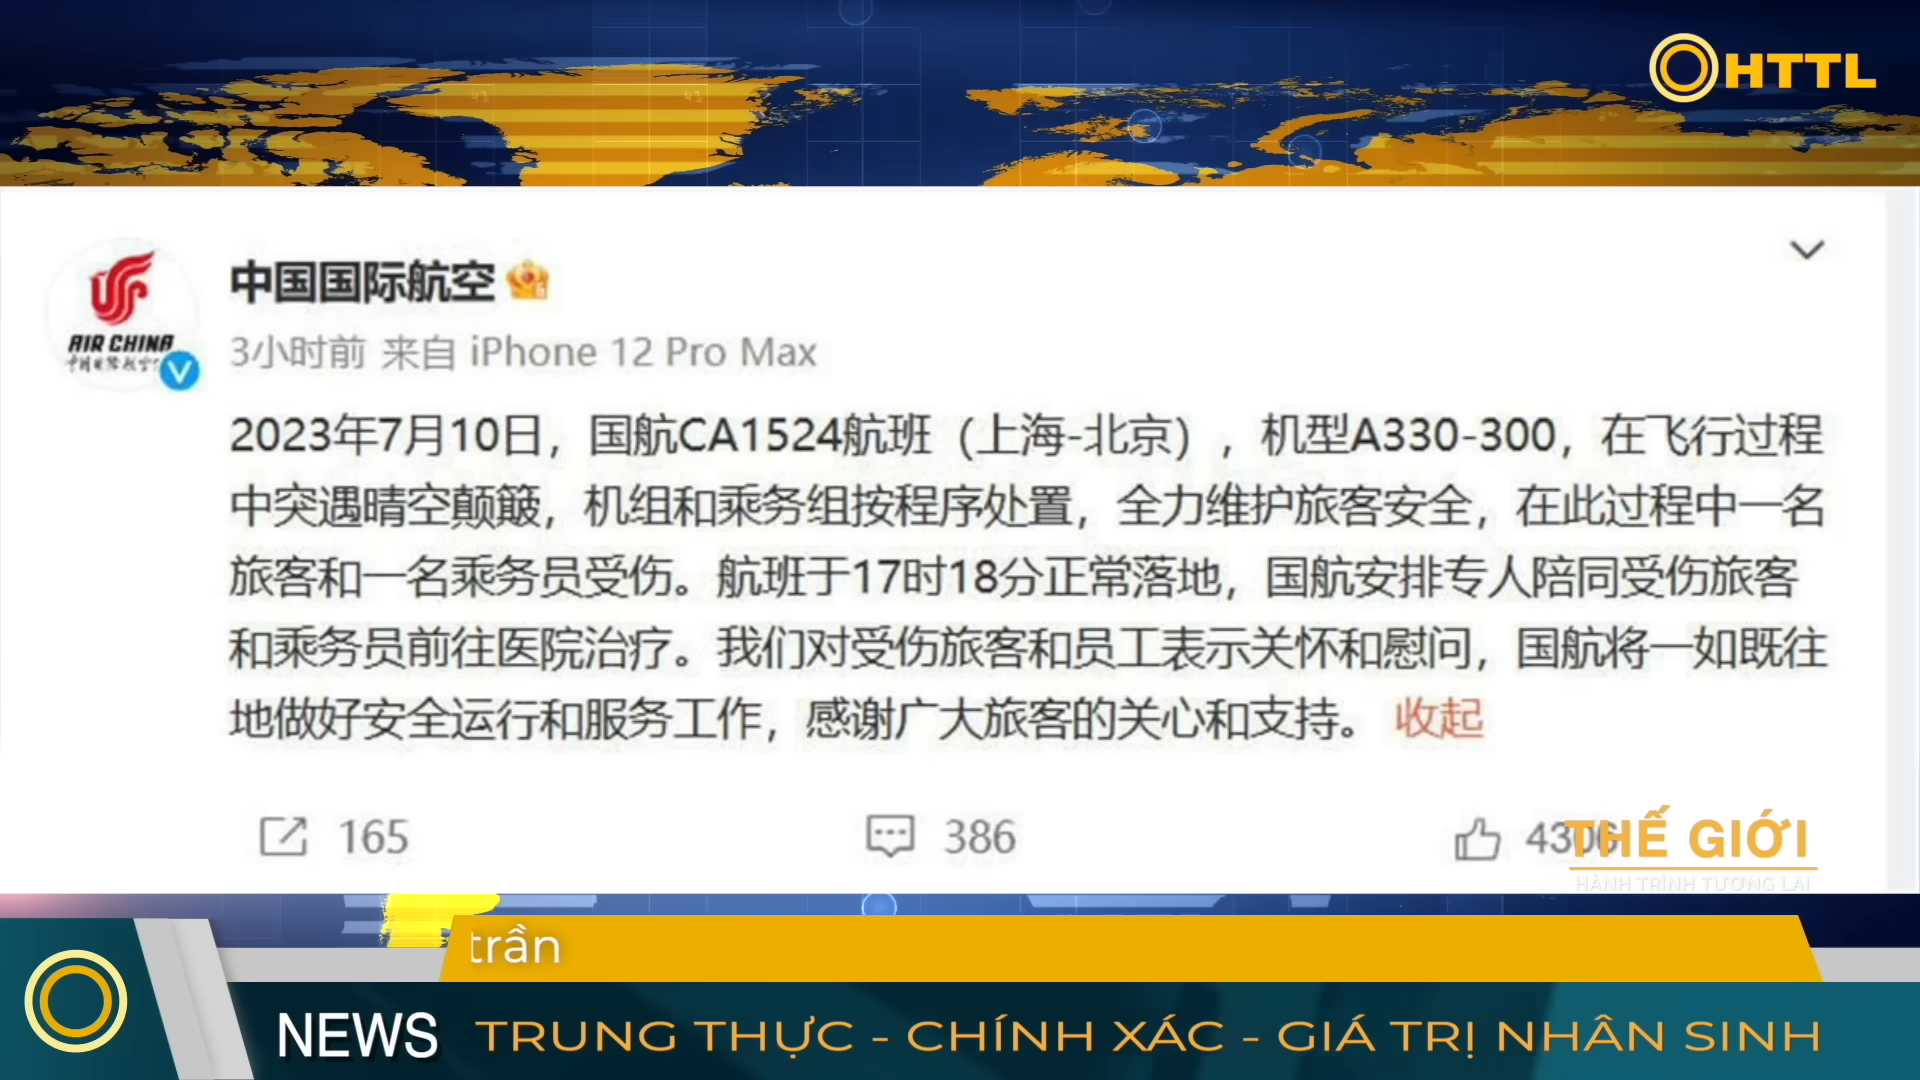 HTTL
中国国际航空
AIR CHINA
3小时前 来自 iPhone 12 Pro Max
2023年7月10日，国航CA1524航班（上海-北京），机型A330-300，在飞行过程
中突遇晴空颠簸，机组和乘务组按程序处置，全力维护旅客安全，在此过程中一名
旅客和一名乘务员受伤。航班于17时18分正常落地，国航安排专人陪同受伤旅客
和乘务员前往医院治疗。我们对受伤旅客和员工表示关怀和慰问，国航将一如既往
地做好安全运行和服务工作，感谢广大旅客的关心和支持。 收起
165 386
THẾ GIỚI
HÀNH TRÌNH TƯƠNG LAI
trần
NEWS TRUNG THỰC - CHÍNH XÁC - GIÁ TRỊ NHÂN SINH